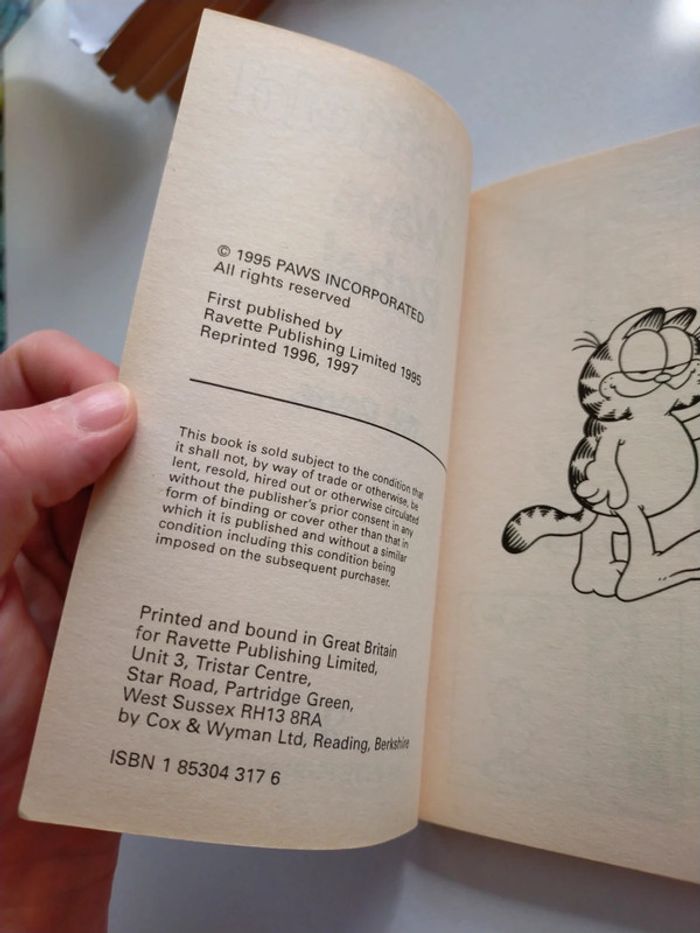 © 1995 PAWS INCORPORATED
All rights reserved
First published by
Ravette Publishing Limited 1995
Reprinted 1996, 1997
This book is sold subject to the condition that
it shall not, by way of trade or otherwise, be
lent, resold, hired out or otherwise circulated
without the publisher's prior consent in any
form of binding or cover other than that in
which it is published and without a similar
condition including this condition being
imposed on the subsequent purchaser.
Printed and bound in Great Britain
for Ravette Publishing Limited,
Unit 3, Tristar Centre,
Star Road, Partridge Green,
West Sussex RH13 8RA
by Cox & Wyman Ltd, Reading, Berkshire
ISBN 1 85304 317 6